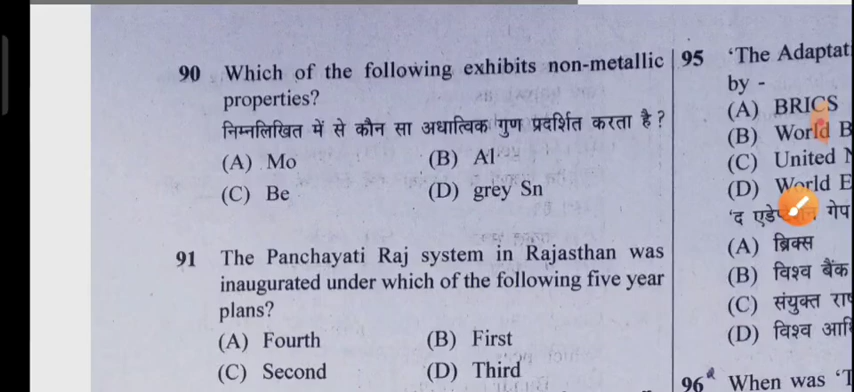 90 Which of the following exhibits non-metallic
properties?
निम्नलिखित में से कौन सा अधात्विक गुण प्रदर्शित करता है ?
(A) Mo (B) Al
(C) Be (D) grey Sn
91 The Panchayati Raj system in Rajasthan was
inaugurated under which of the following five year
plans?
(A) Fourth (B) First
(C) Second (D) Third
95 ‘The Adaptat
by -
(A) BRICS
(B) World B
(C) United N
(D) World E
‘द गेप
(A) ब्रिक्स
(B) विश्व बैंक
(C) संयुक्त रा
(D) विश्व आ
96 When was ‘T